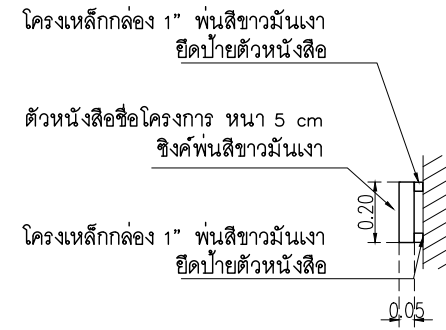 โครงเหล็กกล่อง 1" พ่นสีขาวมันเงา
ยึดป้ายตัวหนังสือ
ตัวหนังสือชื่อโครงการ หนา 5 cm
ซิงค์พ่นสีขาวมันเงา
0.20
โครงเหล็กกล่อง 1" พ่นสีขาวมันเงา
ยึดป้ายตัวหนังสือ
0.05